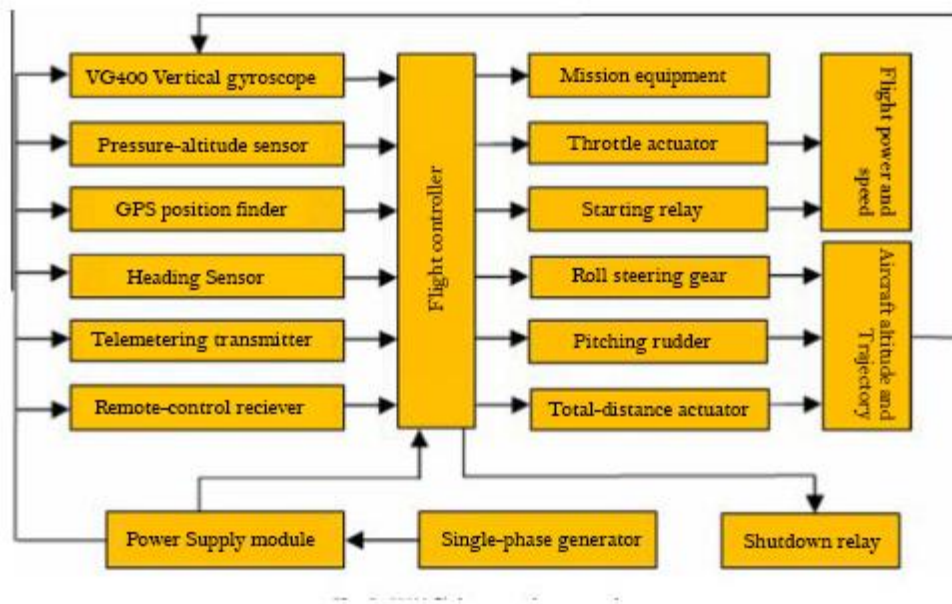 VG400 Vertical gyroscope
Pressure-altitude sensor
GPS position finder
Heading Sensor
Telemetering transmitter
Remote-control reciever
Flight controller
Mission equipment
Throttle actuator
Starting relay
Roll steering gear
Pitching rudder
Total-distance actuator
Flight power and
speed
Aircraft altitude and
Trajectory
Power Supply module
Single-phase generator
Shutdown relay